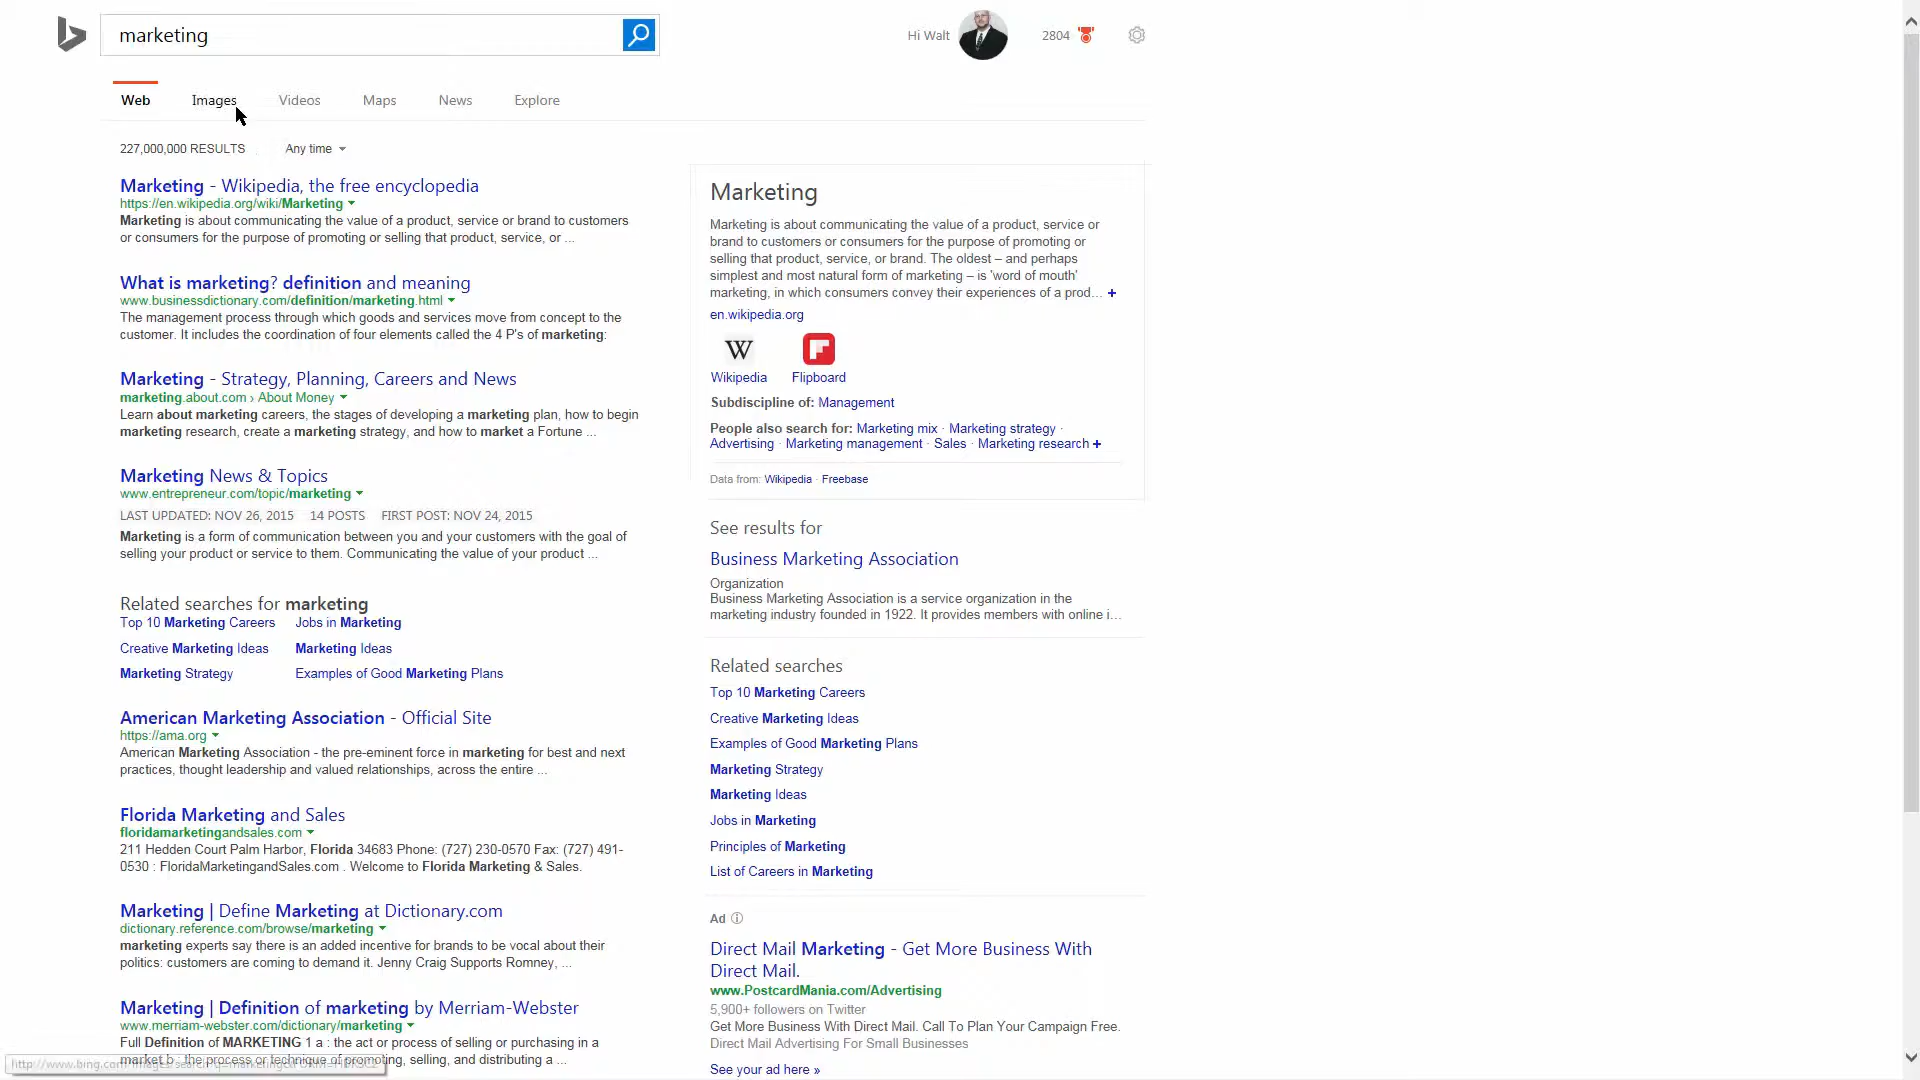 marketing
Hi Walt
2804
Web Images Videos Maps News Explore
227,000,000 RESULTS Any time
Marketing - Wikipedia, the free encyclopedia
https://en.wikipedia.org/wiki/Marketing
Marketing is about communicating the value of a product, service or brand to customers
or consumers for the purpose of promoting or selling that product, service, or ...
What is marketing? definition and meaning
www.businessdictionary.com/definition/marketing.html
The management process through which goods and services move from concept to the
customer. It includes the coordination of four elements called the 4 P's of marketing:
Marketing - Strategy, Planning, Careers and News
marketing.about.com › About Money
Learn about marketing careers, the stages of developing a marketing plan, how to begin
marketing research, create a marketing strategy, and how to market a Fortune ...
Marketing News & Topics
www.entrepreneur.com/topic/marketing
LAST UPDATED: NOV 26, 2015 14 POSTS FIRST POST: NOV 24, 2015
Marketing is a form of communication between you and your customers with the goal of
selling your product or service to them. Communicating the value of your product ...
Related searches for marketing
Top 10 Marketing Careers Jobs in Marketing
Creative Marketing Ideas Marketing Ideas
Marketing Strategy Examples of Good Marketing Plans
American Marketing Association - Official Site
https://ama.org
American Marketing Association - the pre-eminent force in marketing for best and next
practices, thought leadership and valued relationships, across the entire ...
Florida Marketing and Sales
floridamarketingandsales.com
211 Hedden Court Palm Harbor, Florida 34683 Phone: (727) 230-0570 Fax: (727) 491-
0530 : FloridaMarketingandSales.com . Welcome to Florida Marketing & Sales.
Marketing | Define Marketing at Dictionary.com
dictionary.reference.com/browse/marketing
marketing experts say there is an added incentive for brands to be vocal about their
politics: customers are coming to demand it. Jenny Craig Supports Romney, ...
Marketing | Definition of marketing by Merriam-Webster
www.merriam-webster.com/dictionary/marketing
Full Definition of MARKETING 1 a : the act or process of selling or purchasing in a
market b : the process or technique of promoting, selling, and distributing a ...
Marketing
Marketing is about communicating the value of a product, service or
brand to customers or consumers for the purpose of promoting or
selling that product, service, or brand. The oldest – and perhaps
simplest and most natural form of marketing – is 'word of mouth'
marketing, in which consumers convey their experiences of a prod... +
en.wikipedia.org
W
Wikipedia Flipboard
Subdiscipline of: Management
People also search for: Marketing mix · Marketing strategy ·
Advertising · Marketing management · Sales · Marketing research +
Data from: Wikipedia · Freebase
See results for
Business Marketing Association
Organization
Business Marketing Association is a service organization in the
marketing industry founded in 1922. It provides members with online i...
Related searches
Top 10 Marketing Careers
Creative Marketing Ideas
Examples of Good Marketing Plans
Marketing Strategy
Marketing Ideas
Jobs in Marketing
Principles of Marketing
List of Careers in Marketing
Ad
Direct Mail Marketing - Get More Business With
Direct Mail.
www.PostcardMania.com/Advertising
5,900+ followers on Twitter
Get More Business With Direct Mail. Call To Plan Your Campaign Free.
Direct Mail Advertising For Small Businesses
See your ad here »